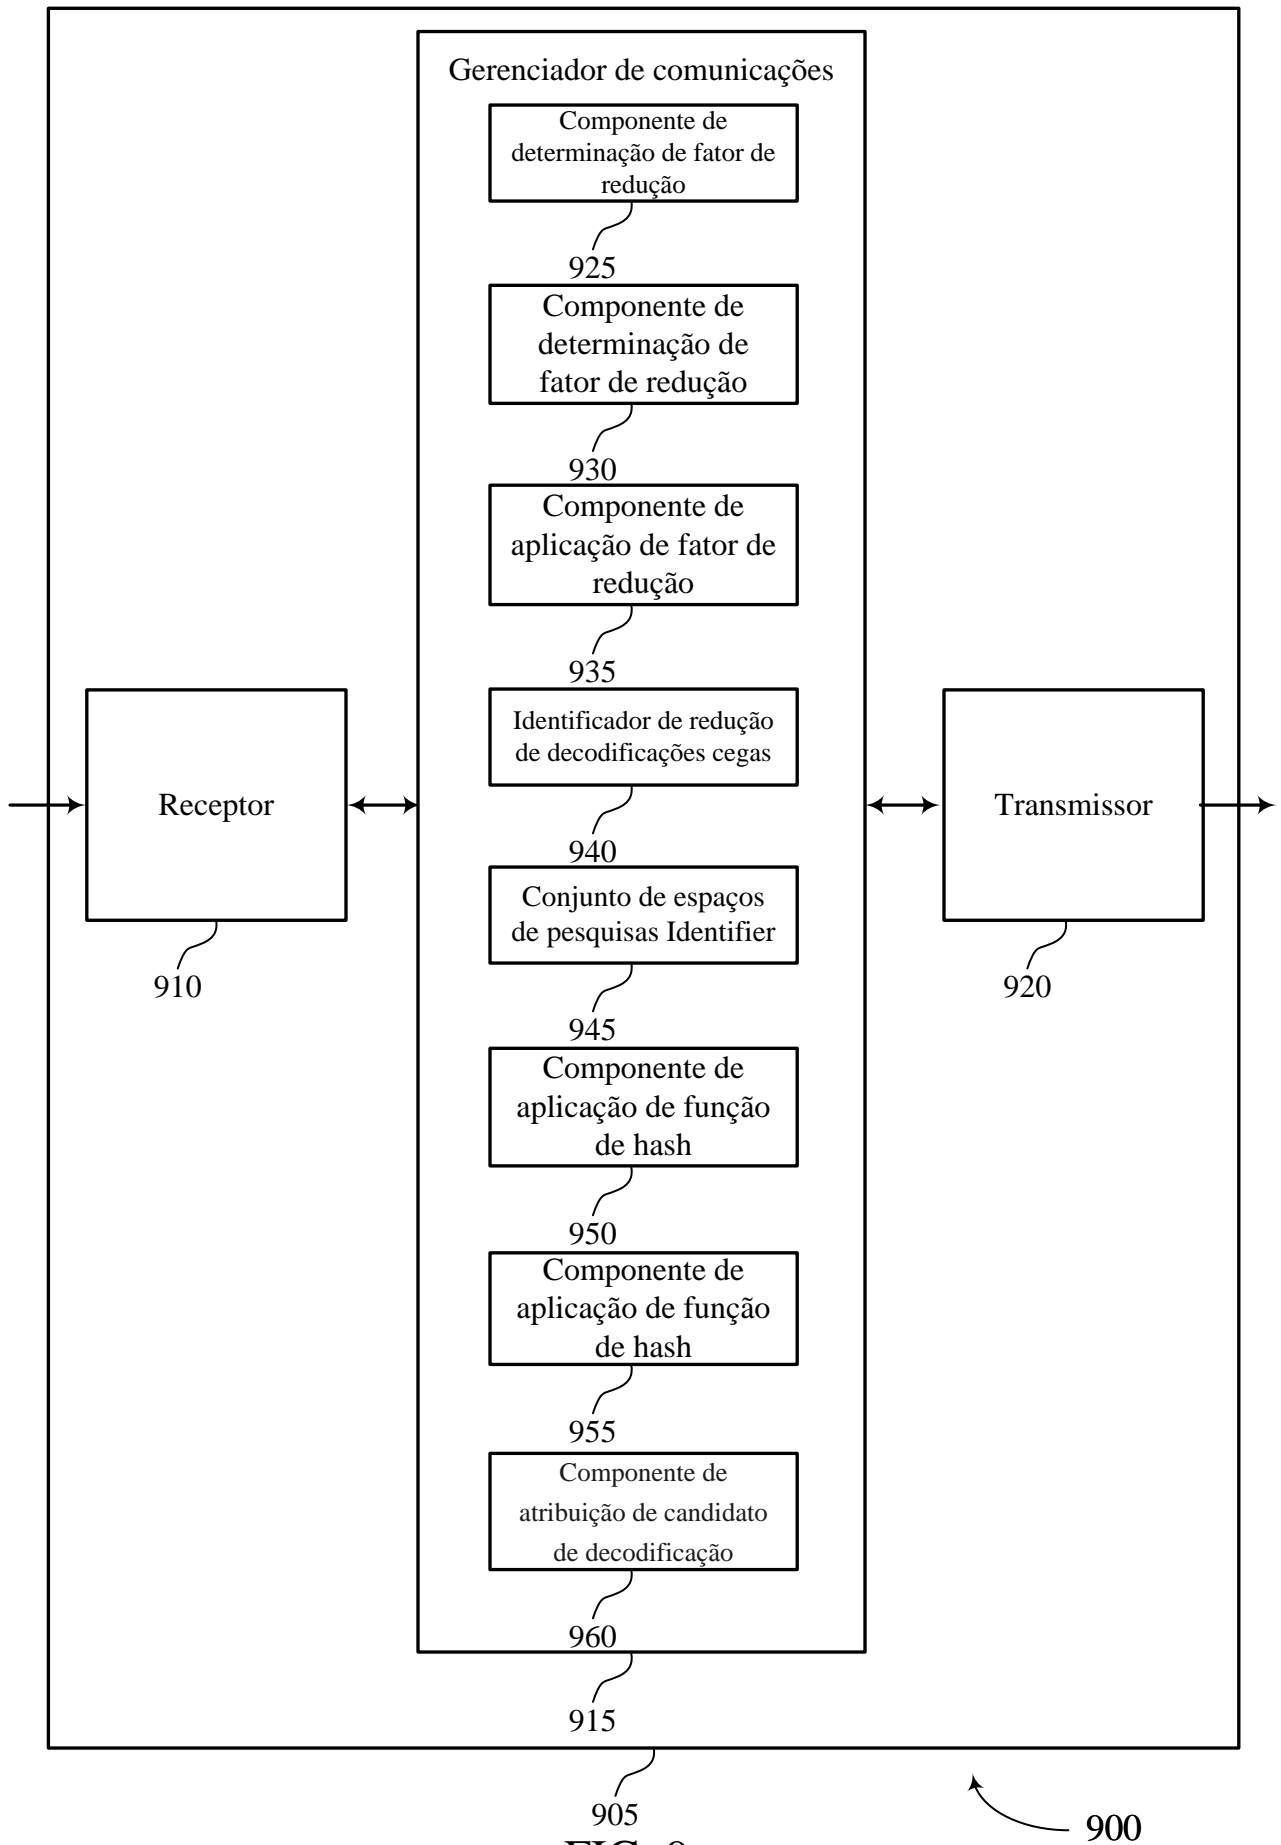 Gerenciador de comunicações
Componente de
determinação de fator de
redução
925
Componente de
determinação de
fator de redução
930
Componente de
aplicação de fator de
redução
935
Identificador de redução
de decodificações cegas
940
Receptor
910
Transmissor
920
Conjunto de espaços
de pesquisas Identifier
945
Componente de
aplicação de função
de hash
950
Componente de
aplicação de função
de hash
955
Componente de
atribuição de candidato
de decodificação
960
915
905
900